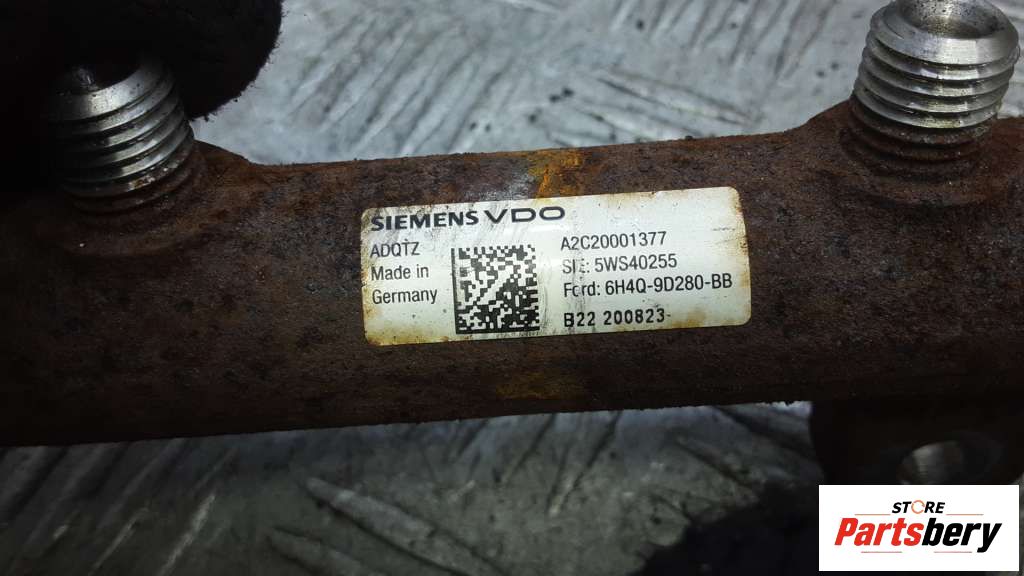 SIEMENS VDO
ADQTZ
Made in
Germany
A2C20001377
SIE: 5WS40255
Ford: 6H4Q-9D280-BB
B22 200823-
STORE
Partsbery